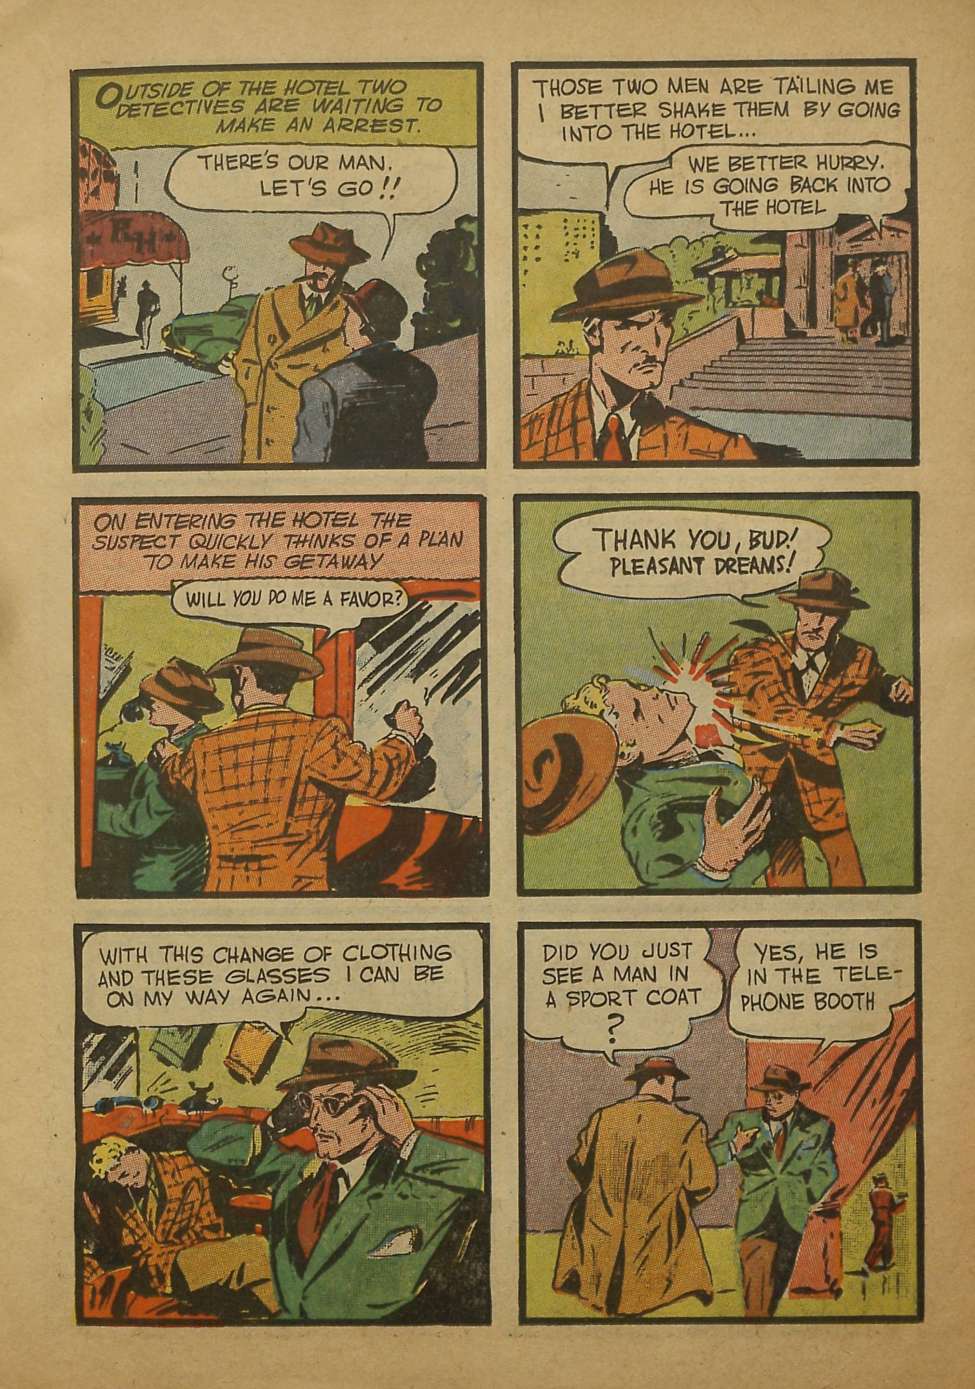 OUTSIDE OF THE HOTEL TWO
DETECTIVES ARE WAITING TO
MAKE AN ARREST.
THERE'S OUR MAN.
LET'S GO!!
THOSE TWO MEN ARE TAILING ME
I BETTER SHAKE THEM BY GOING
INTO THE HOTEL...
WE BETTER HURRY.
HE IS GOING BACK INTO
THE HOTEL
ON ENTERING THE HOTEL THE
SUSPECT QUICKLY THINKS OF A PLAN
TO MAKE HIS GETAWAY
WILL YOU DO ME A FAVOR?
THANK YOU, BUD!
PLEASANT DREAMS!
WITH THIS CHANGE OF CLOTHING
AND THESE GLASSES I CAN BE
ON MY WAY AGAIN...
DID YOU JUST
SEE A MAN IN
A SPORT COAT
?
YES, HE IS
IN THE TELE-
PHONE BOOTH